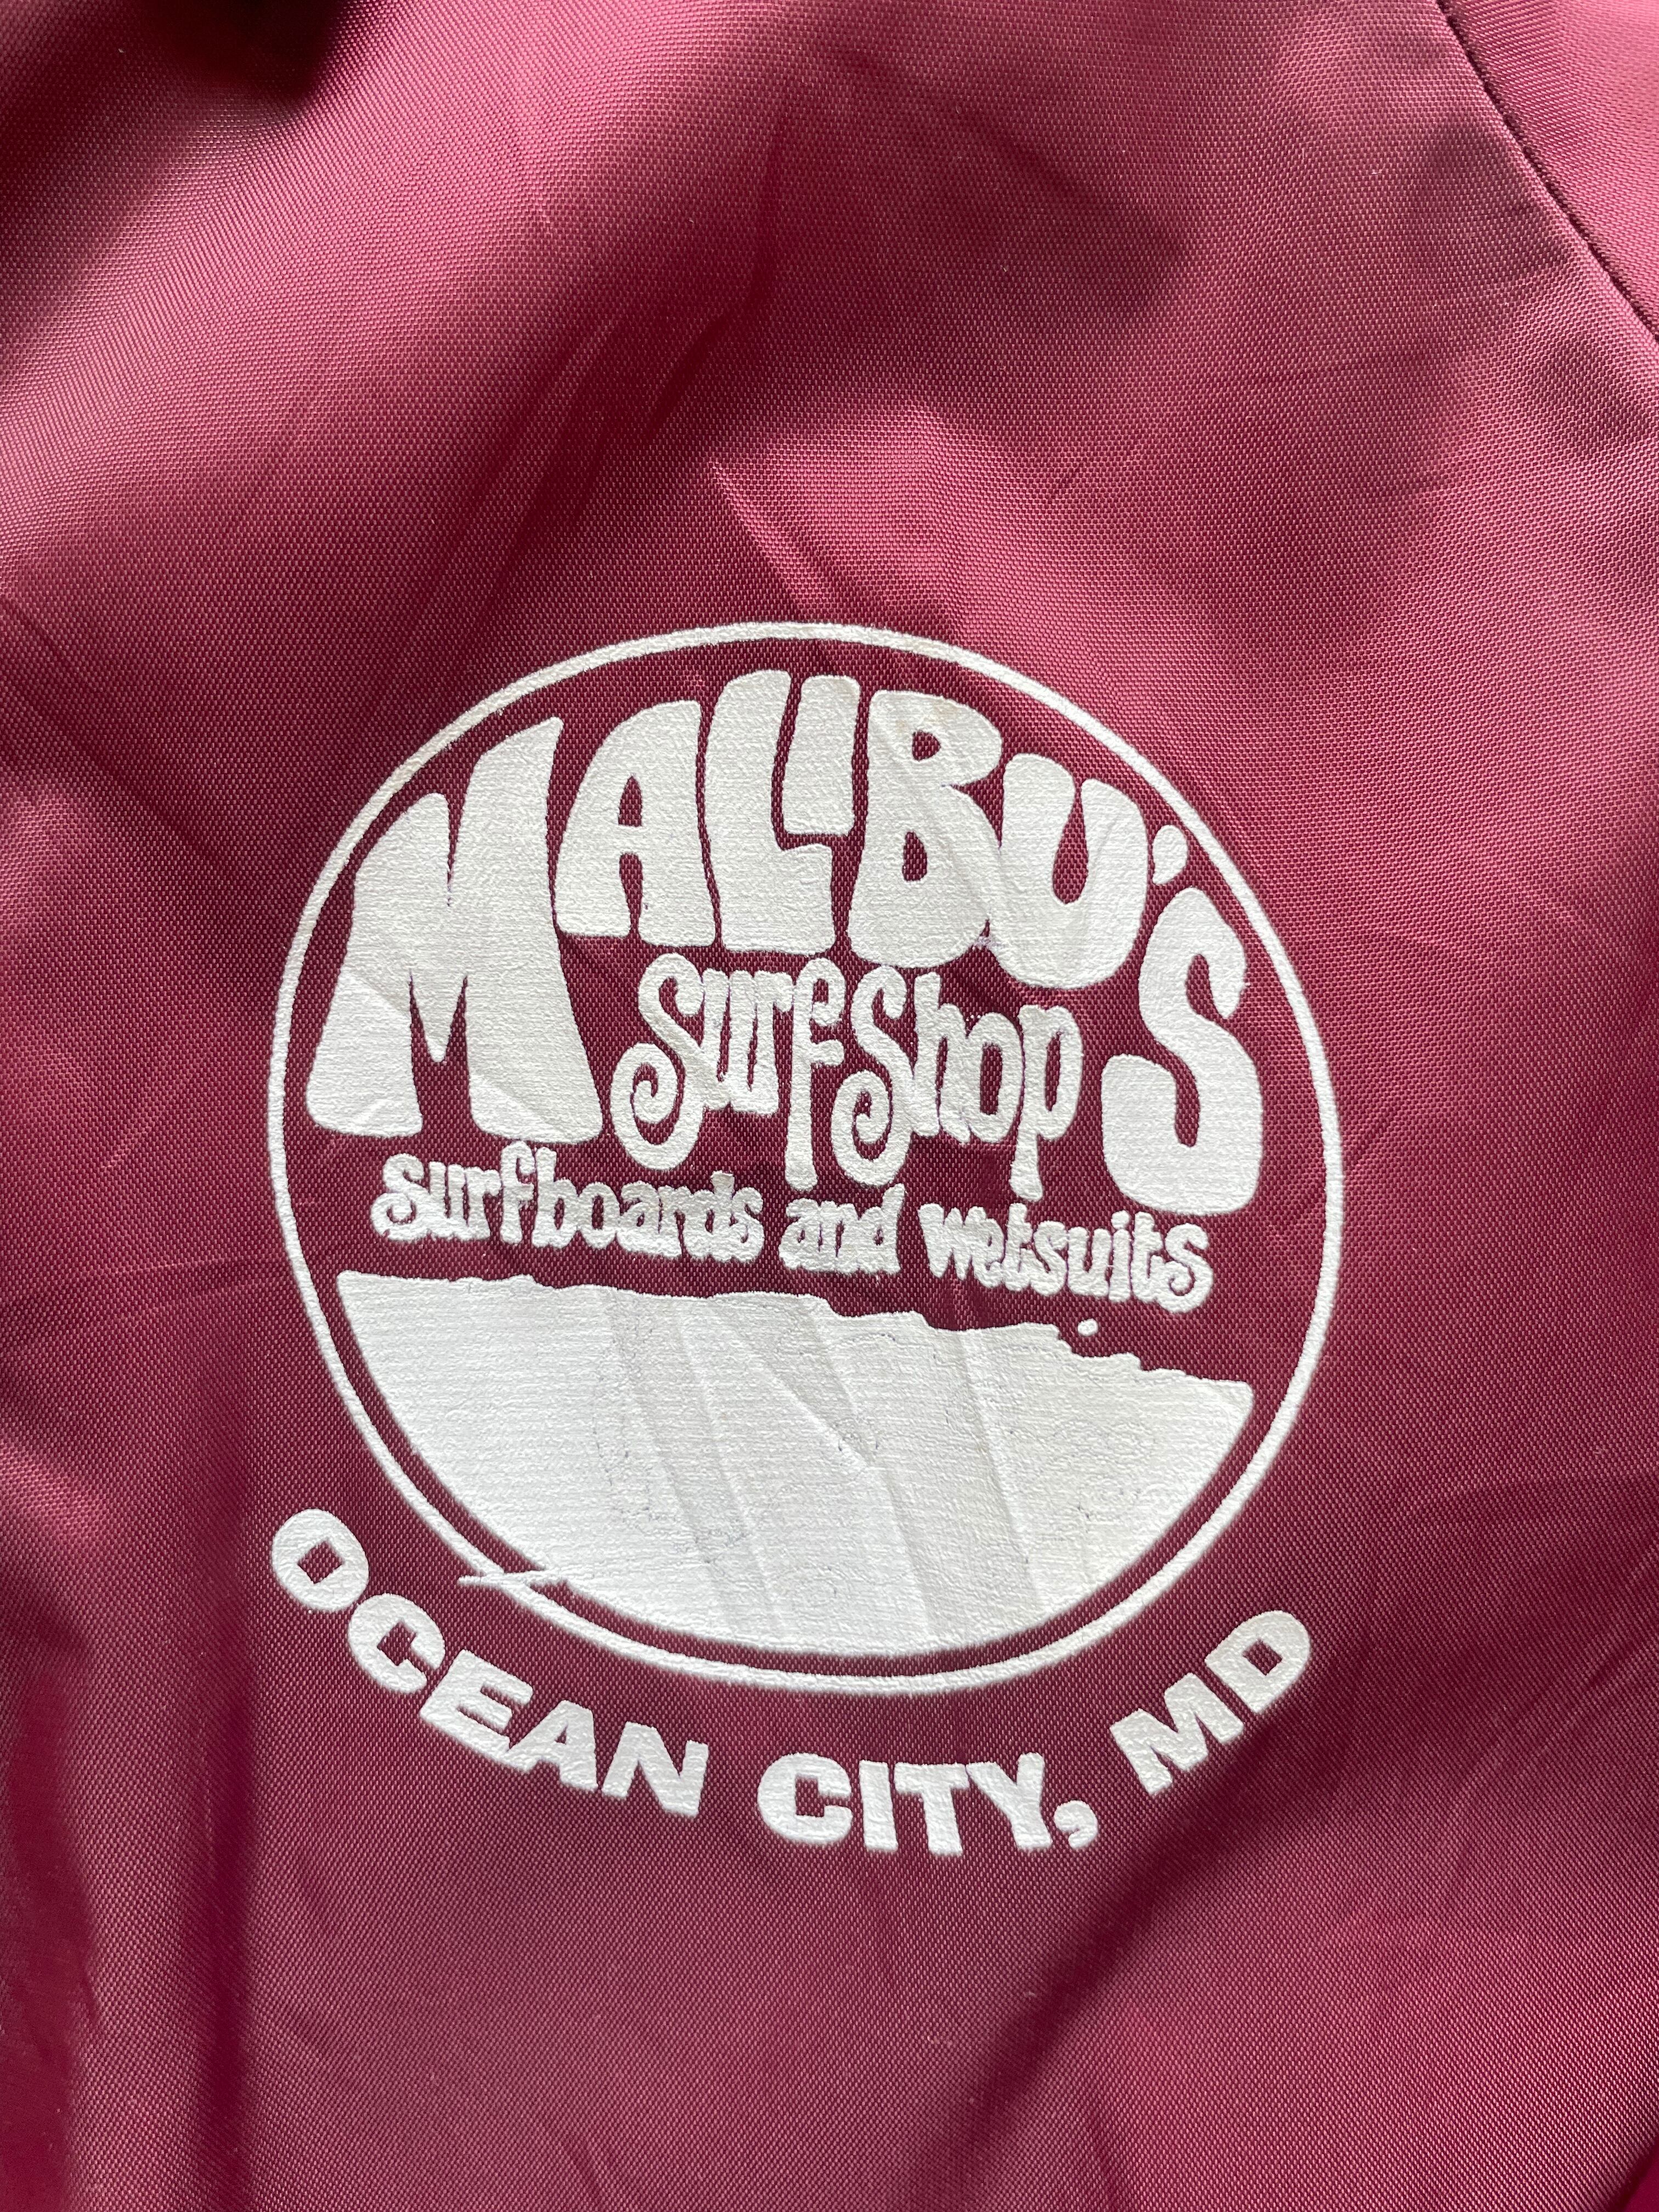 MALIBU'S
Surf Shop
surfboards and wetsuits
OCEAN CITY, MD